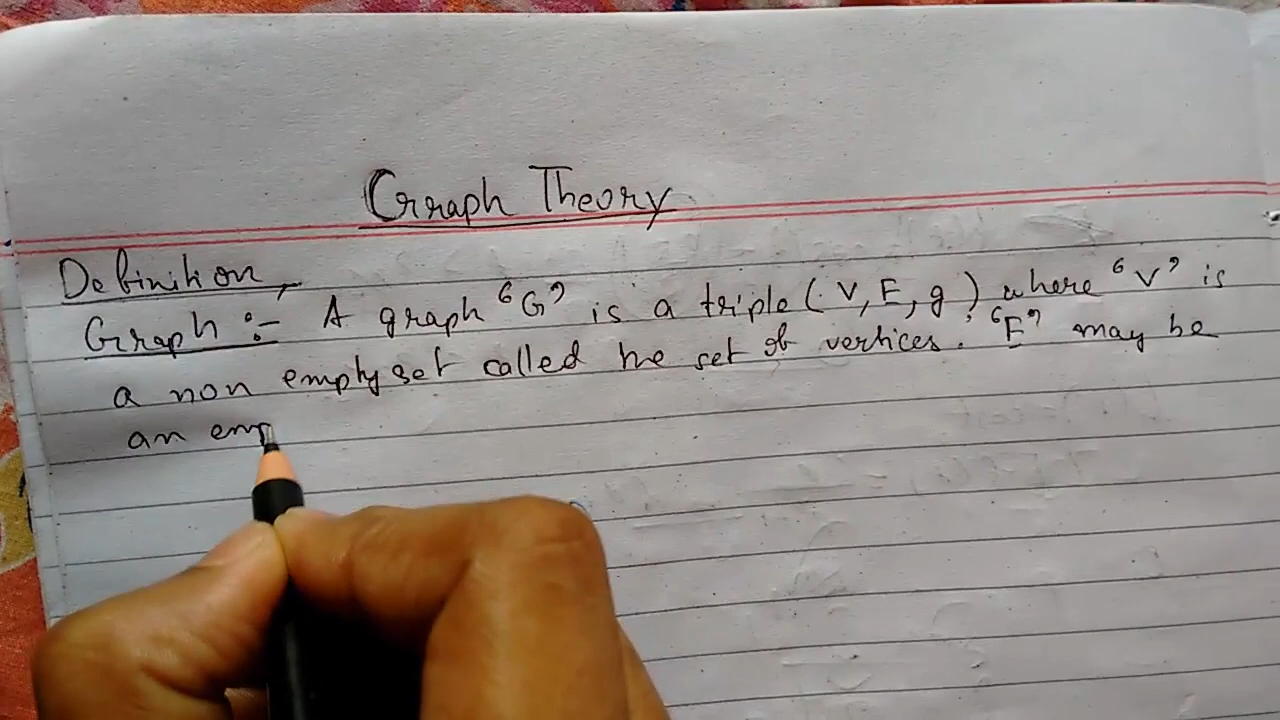 Graph Theory
Definition,
Graph :- A graph ‘G’ is a triple (V, E, g), where ‘V’ is
a non empty set called the set of vertices. ‘E’ may be
an emp